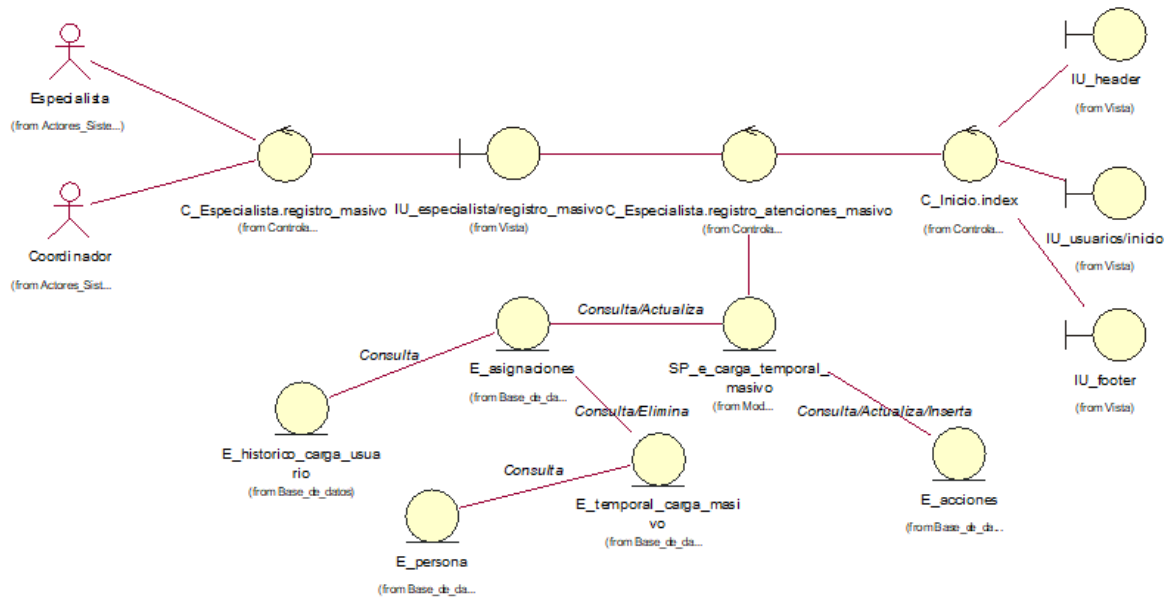 Especialista
(from Actores_Siste...)
Coordinador
(from Actores_Sist...
C_Especialista.registro_masivo
(from Controla...
IU_especialista/registro_masivo
(from Vista)
C_Especialista.registro_atenciones_masivo
(from Controla...
C_Inicio.index
(from Controla...
IU_header
(from Vista)
IU_usuarios/inicio
(from Vista)
IU_footer
(from Vista)
Consulta/Actualiza
Consulta
E_asignaciones
(from Base_de_da...
SP_e_carga_temporal_
masivo
(from Mod...
Consulta/Elimina
Consulta/Actualiza/Inserta
E_historico_carga_usua
rio
(from Base_de_datos)
Consulta
E_temporal_carga_masi
vo
(from Base_de_da...
E_acciones
(from Base_de_da...
E_persona
(from Base_de_da...